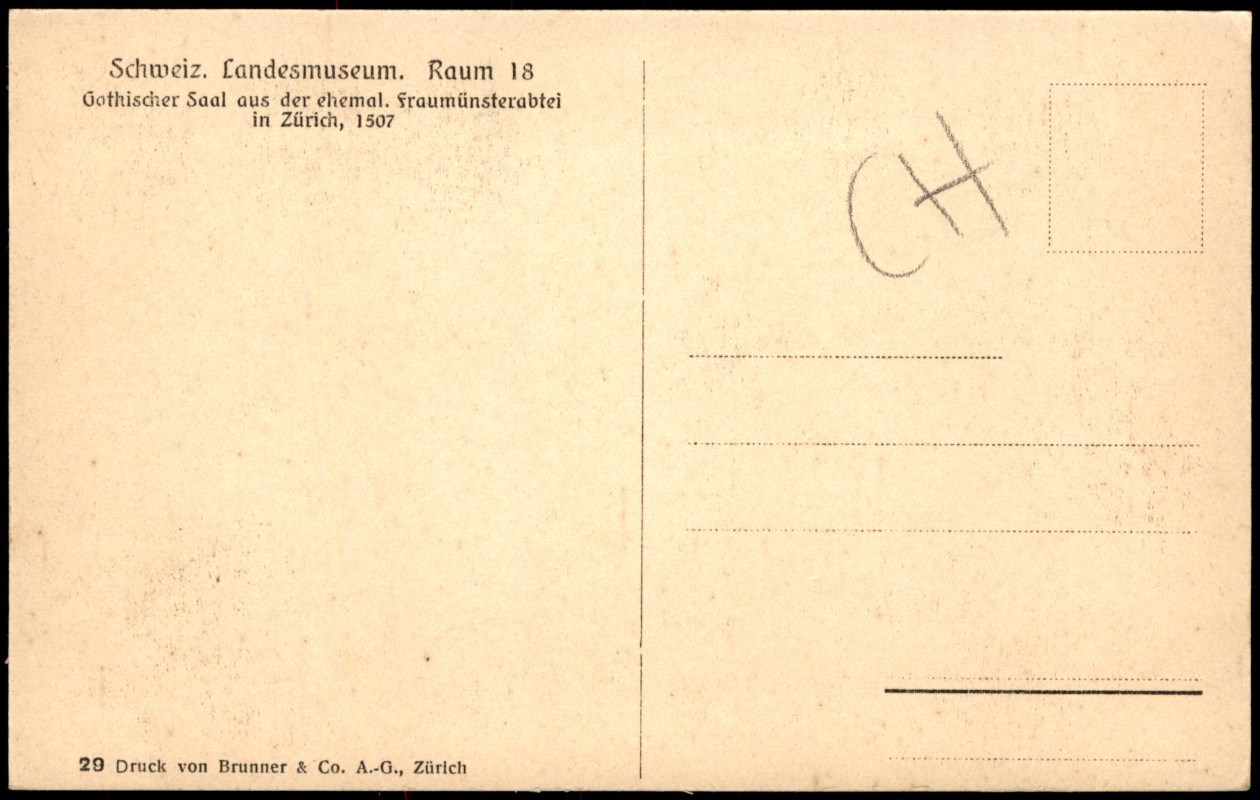 Schweiz. Landesmuseum. Raum 18
Gothischer Saal aus der ehemal. Fraumünsterabtei
in Zürich, 1507
CH
29 Druck von Brunner & Co. A.-G., Zürich